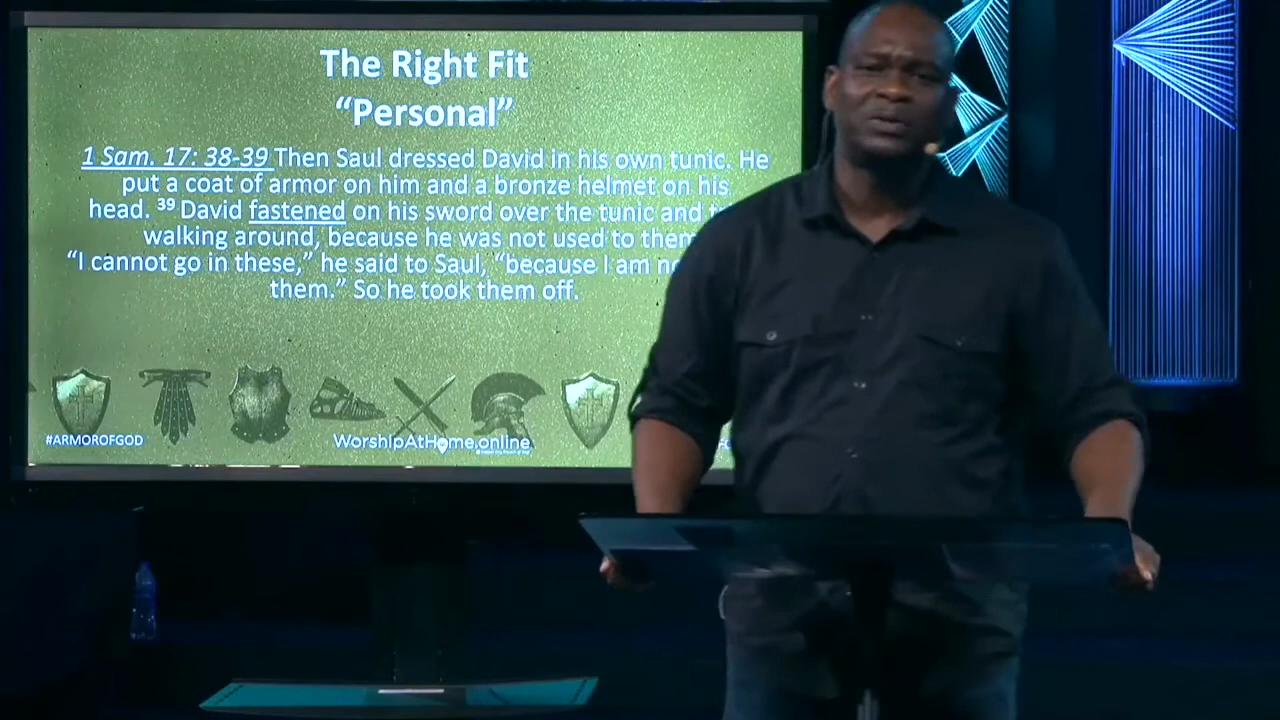 The Right Fit
“Personal”
1 Sam. 17: 38-39 Then Saul dressed David in his own tunic. He
put a coat of armor on him and a bronze helmet on his
head. ³⁹ David fastened on his sword over the tunic and
walking around, because he was not used to them
“I cannot go in these,” he said to Saul, “because I am
them.” So he took them off.
#ARMOROFGOD
WorshipAtHome.online